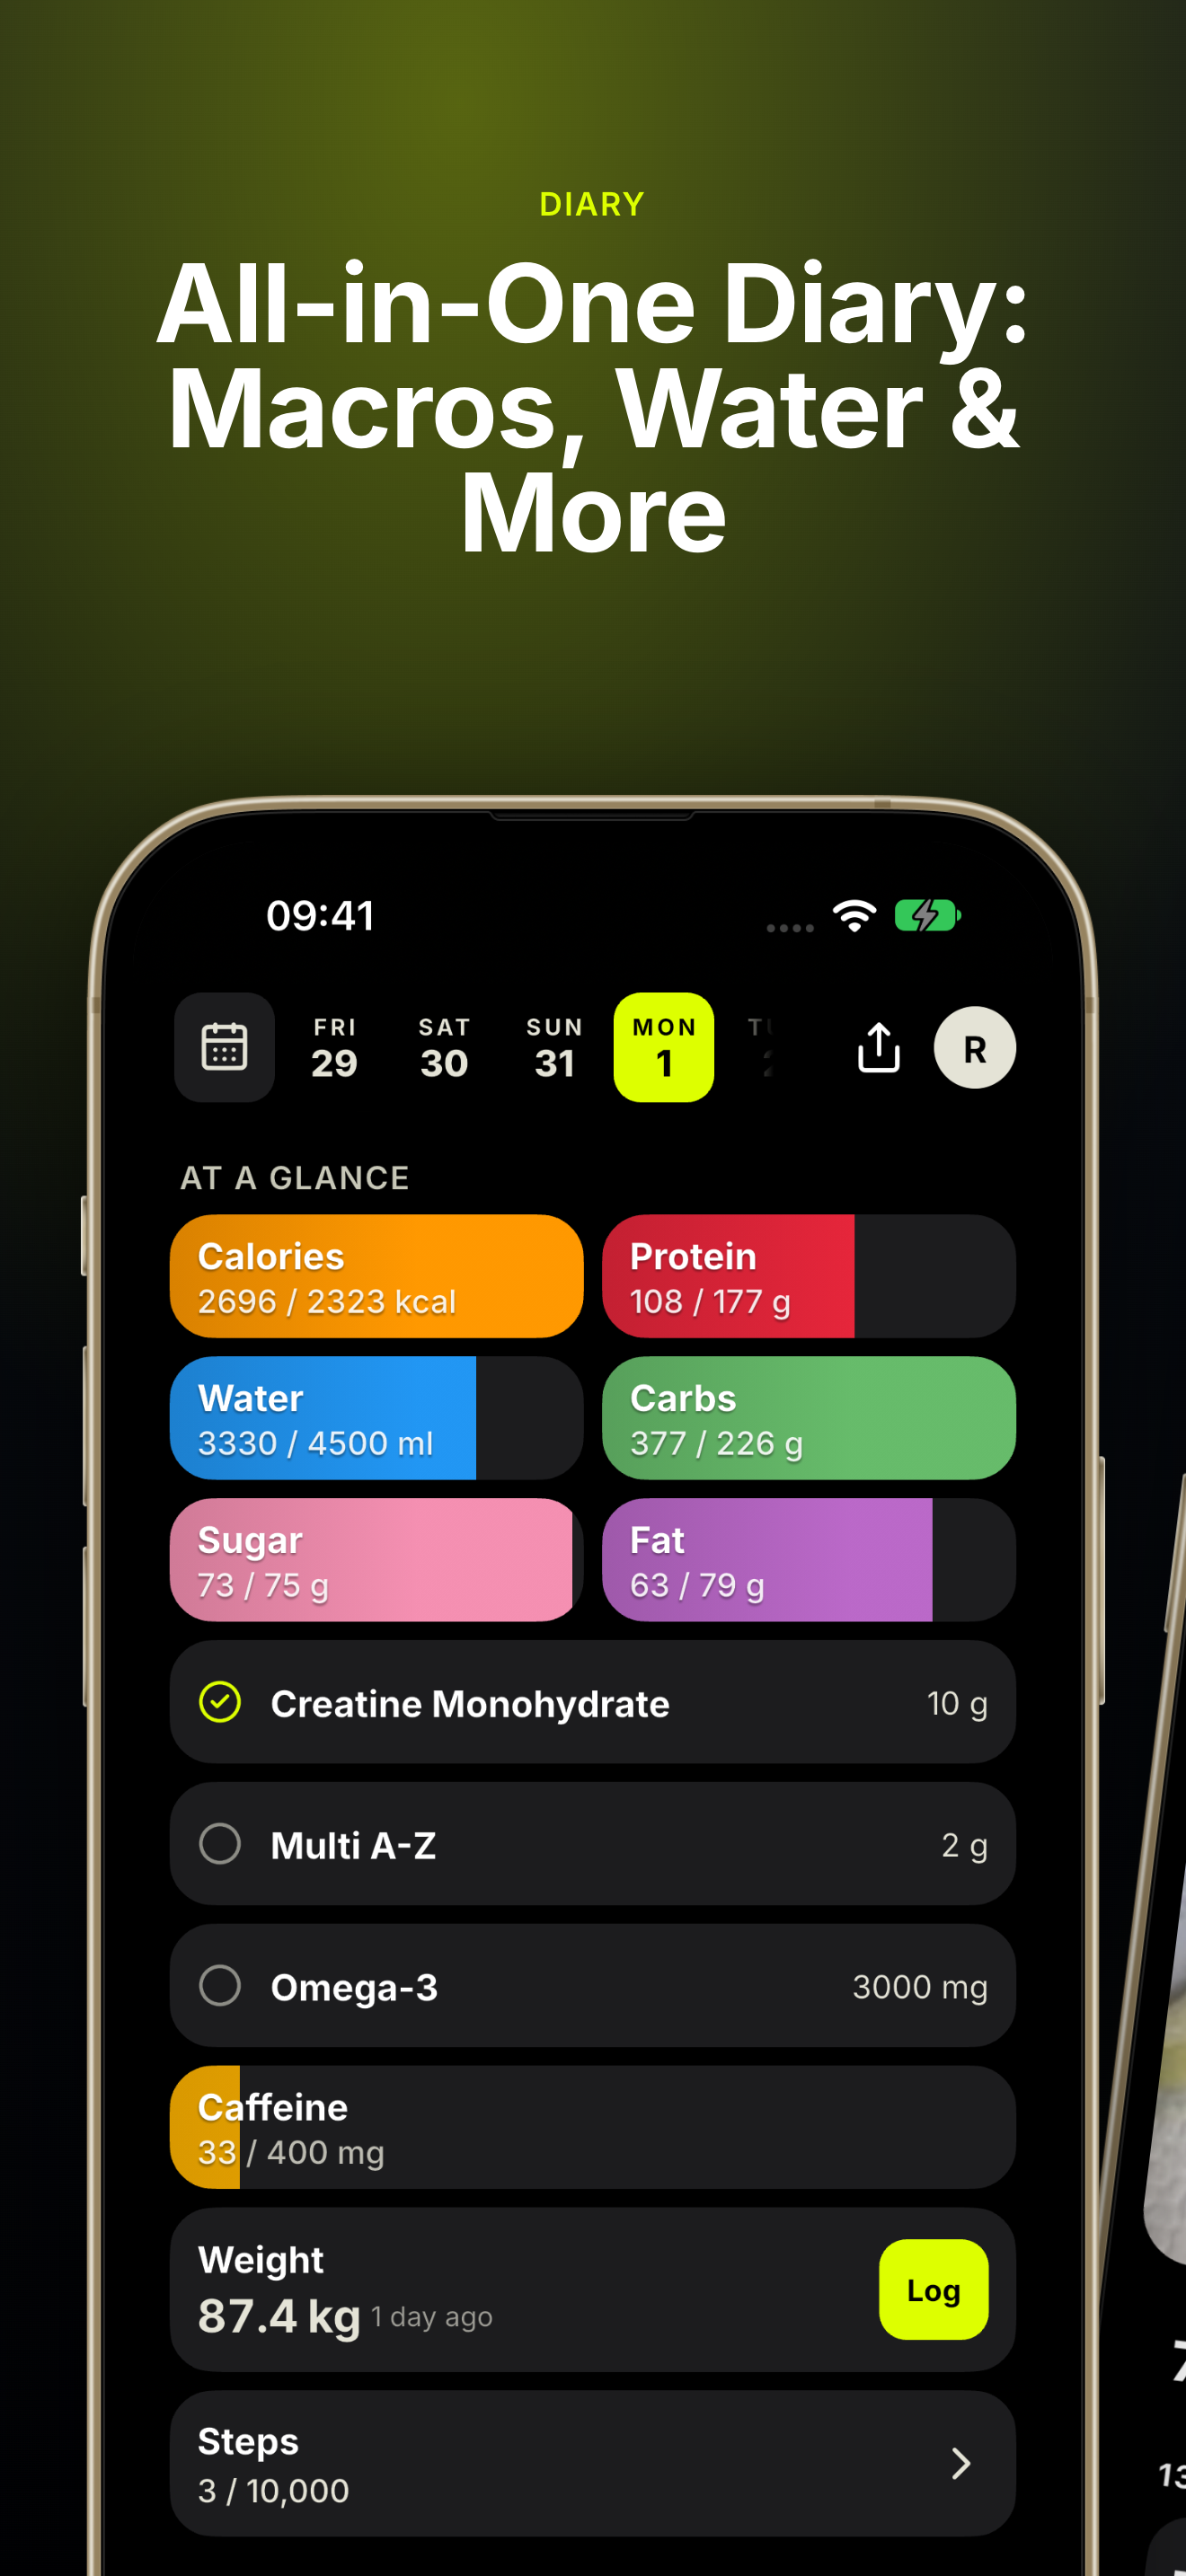 DIARY
All-in-One Diary:
Macros, Water &
More
09:41
FRI SAT SUN MON
29 30 31 1
R
AT A GLANCE
Calories
2696 / 2323 kcal
Protein
108 / 177 g
Water
3330 / 4500 ml
Carbs
377 / 226 g
Sugar
73 / 75 g
Fat
63 / 79 g
Creatine Monohydrate 10 g
Multi A-Z 2 g
Omega-3 3000 mg
Caffeine
33 / 400 mg
Weight
87.4 kg 1 day ago
Log
Steps
3 / 10,000